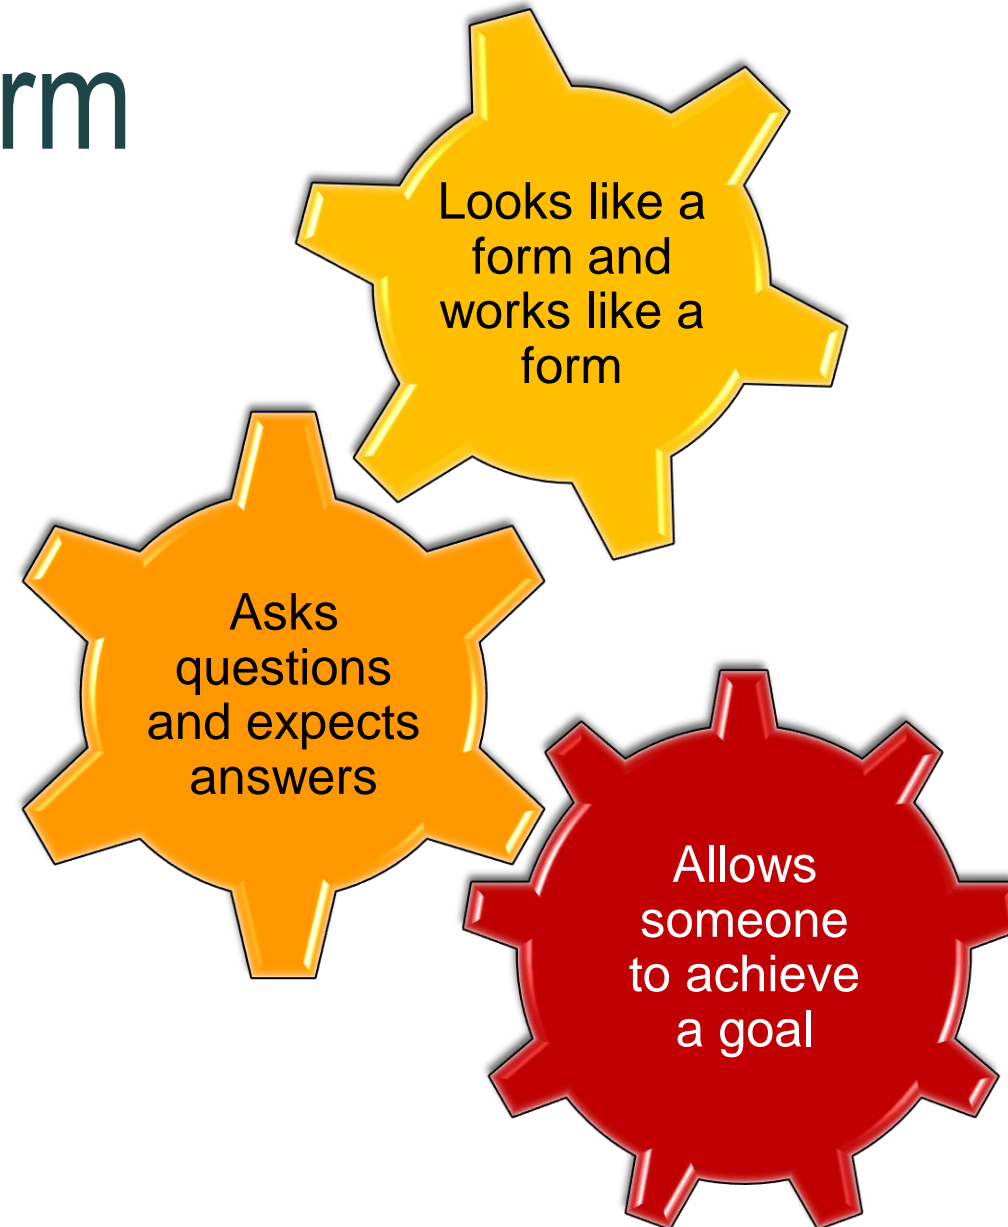 rm
Looks like a
form and
works like a
form
Asks
questions
and expects
answers
Allows
someone
to achieve
a goal